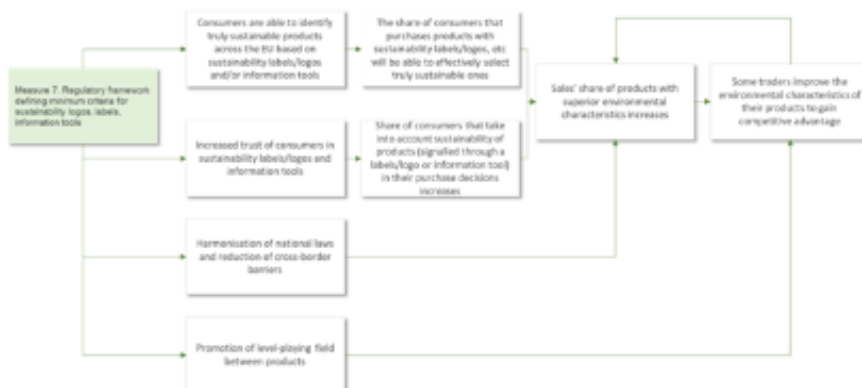 Consumers are able to identify
truly sustainable products
across the EU based on
sustainability labels/logos
and/or information tools
The share of consumers that
purchases products with
sustainability labels/logos, etc
will be able to effectively select
truly sustainable ones
Measure 7. Regulatory framework
defining minimum criteria for
sustainability logos, labels,
information tools
Sales' share of products with
superior environmental
characteristics increases
Some traders improve the
environmental characteristics of
their products to gain
competitive advantage
Increased trust of consumers in
sustainability labels/logos and
information tools
Share of consumers that take
into account sustainability of
products (signalled through a
labels/logo or information tool)
in their purchase decisions
increases
Harmonisation of national laws
and reduction of cross-border
barriers
Promotion of level-playing field
between products